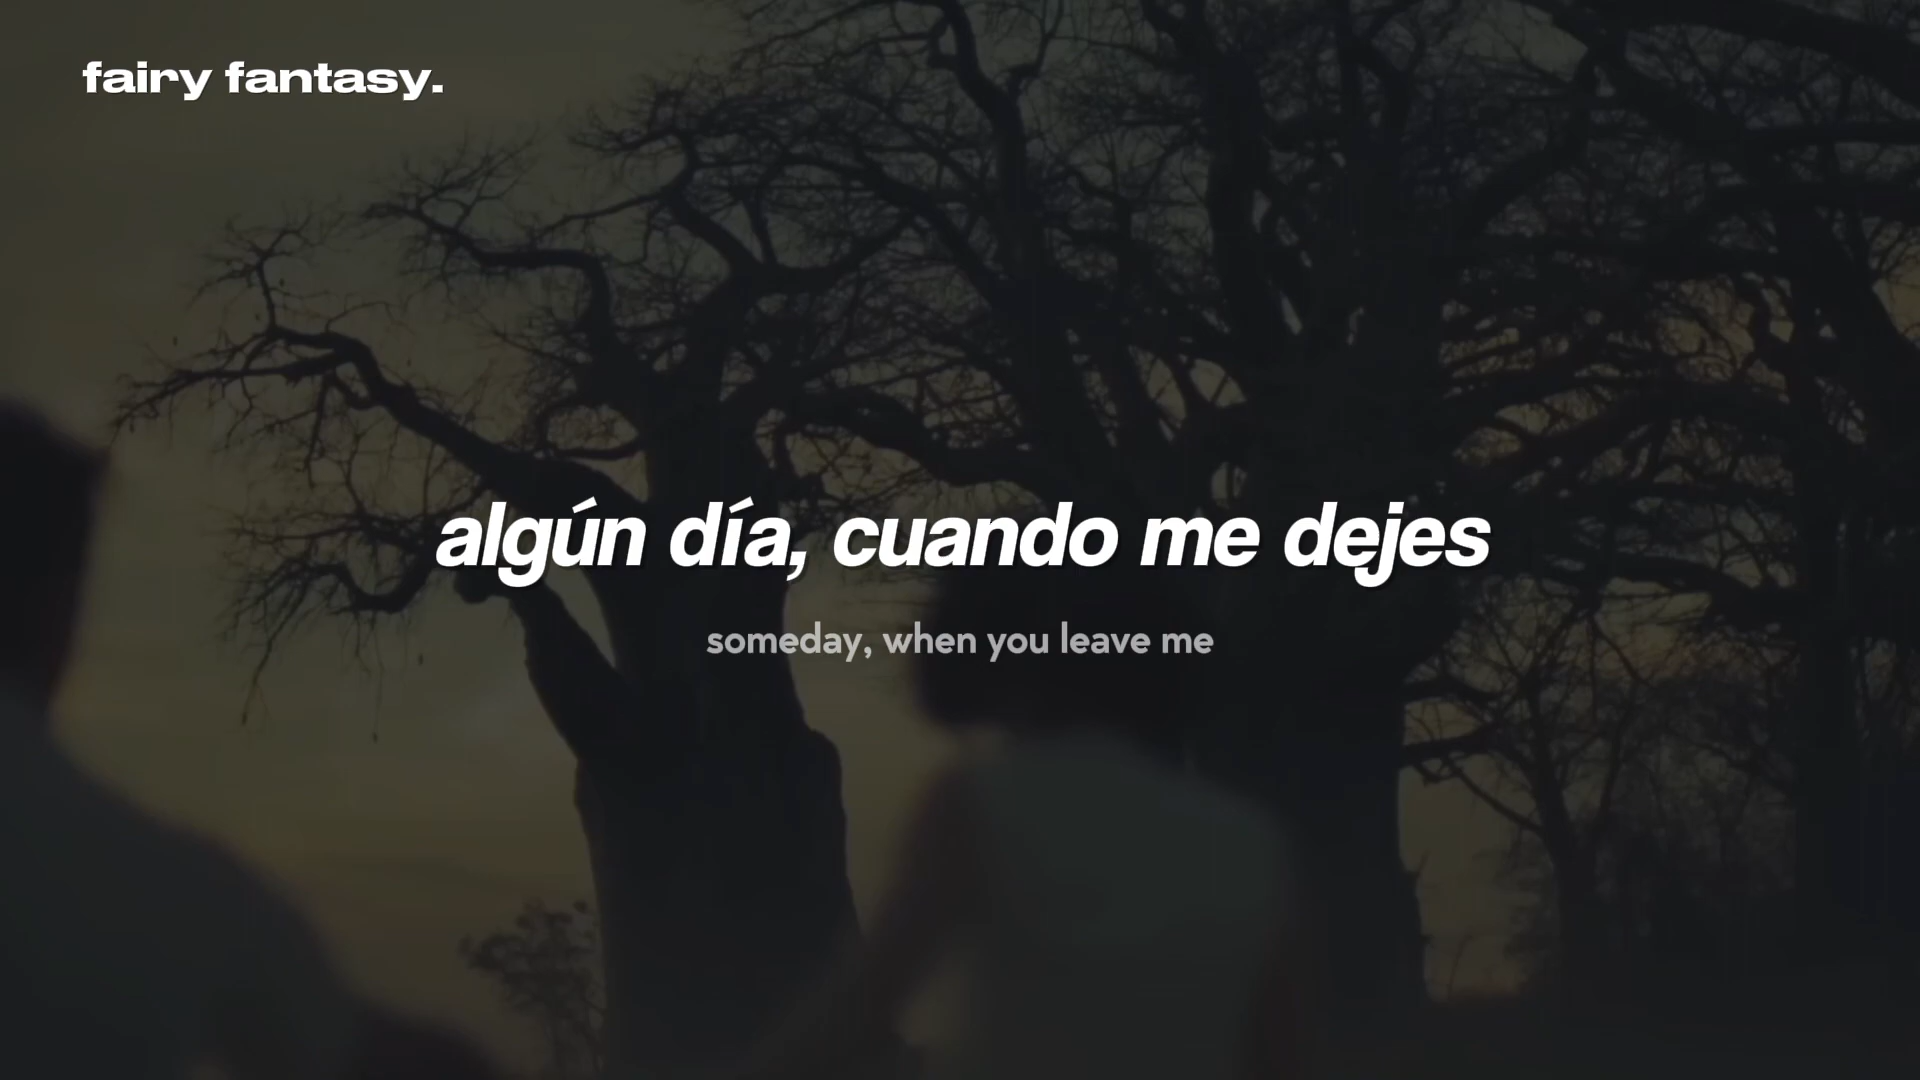 fairy fantasy.
algún día, cuando me dejes
someday, when you leave me